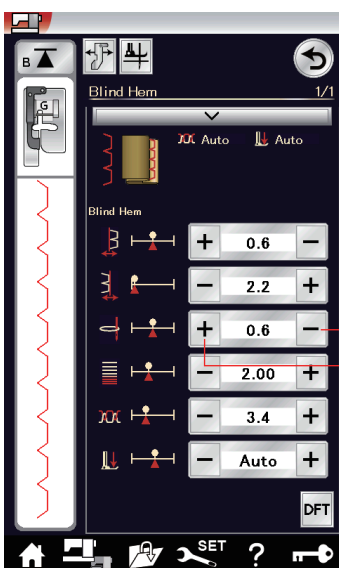 B
G
Blind Hem 1/1
Auto Auto
Blind Hem
+ 0.6 −
− 2.2 +
+ 0.6 −
− 2.00 +
− 3.4 +
− Auto +
DFT
SET ?